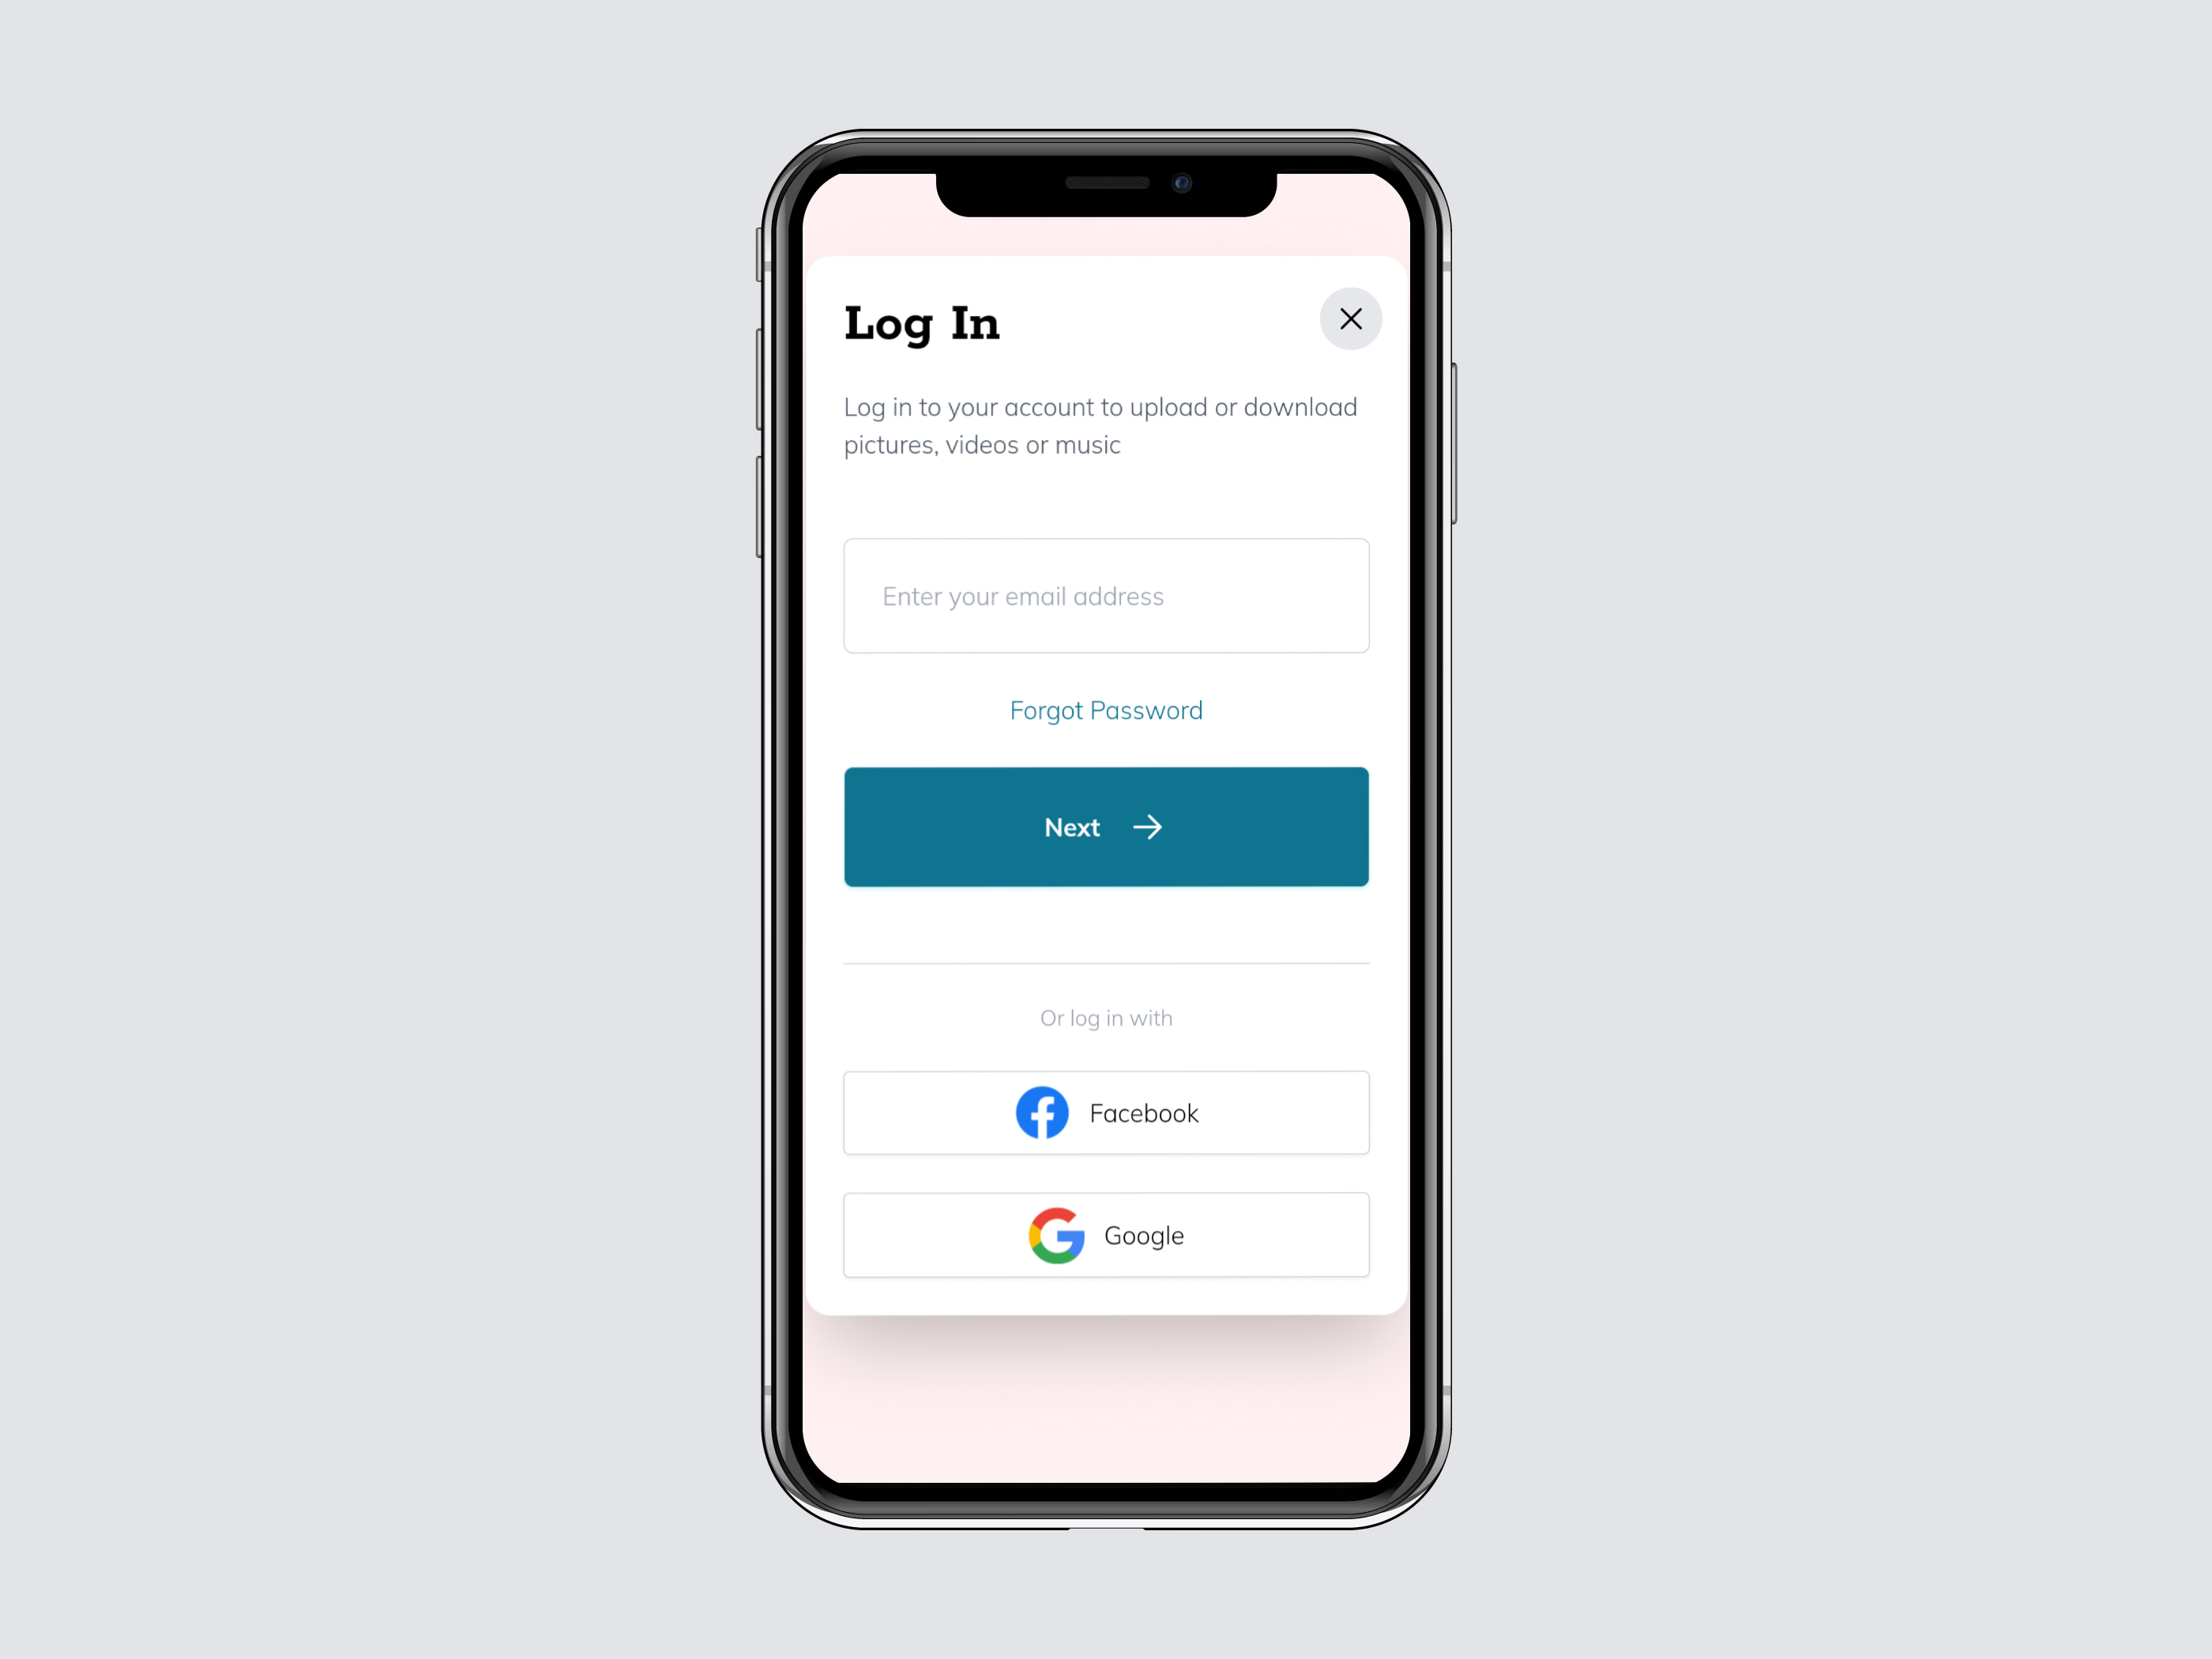 Log In
Log in to your account to upload or download
pictures, videos or music
Enter your email address
Forgot Password
Next
Or log in with
Facebook
Google